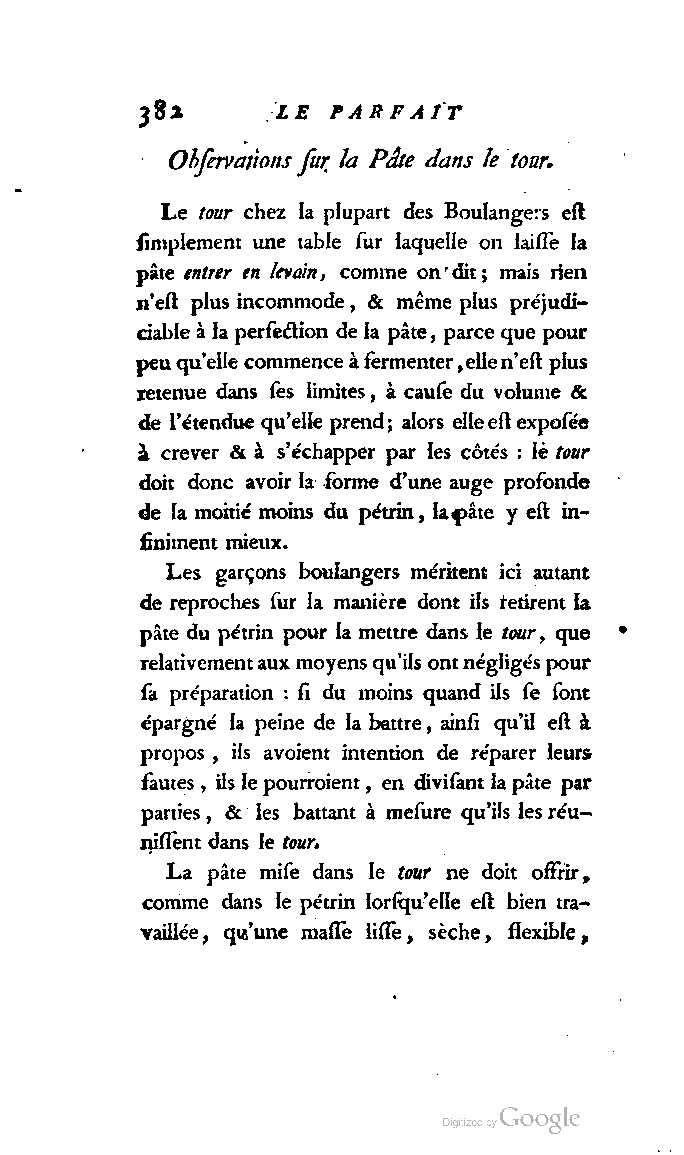 382 LE PARFAIT
Obſervations ſur la Pâte dans le tour.
Le tour chez la plupart des Boulangers eſt
ſimplement une table ſur laquelle on laiſſe la
pâte entrer en levain, comme on dit ; mais rien
n'eſt plus incommode, & même plus préjudi-
ciable à la perfection de la pâte, parce que pour
peu qu'elle commence à fermenter, elle n'eſt plus
retenue dans ſes limites, à cauſe du volume &
de l'étendue qu'elle prend ; alors elle eſt expoſée
à crever & à s'échapper par les côtés : le tour
doit donc avoir la forme d'une auge profonde
de la moitié moins du pétrin, la pâte y eſt in-
finiment mieux.
Les garçons boulangers méritent ici autant
de reproches ſur la manière dont ils retirent la
pâte du pétrin pour la mettre dans le tour, que
relativement aux moyens qu'ils ont négligés pour
ſa préparation : ſi du moins quand ils ſe ſont
épargné la peine de la battre, ainſi qu'il eſt à
propos, ils avoient intention de réparer leurs
fautes, ils le pourroient, en diviſant la pâte par
parties, & les battant à meſure qu'ils les réu-
niſſent dans le tour.
La pâte miſe dans le tour ne doit offrir,
comme dans le pétrin lorſqu'elle eſt bien tra-
vaillée, qu'une maſſe liſſe, sèche, flexible,
Digitized by Google